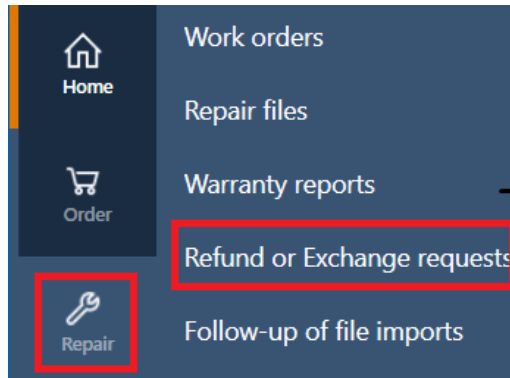 Home
Order
Repair
Work orders
Repair files
Warranty reports
Refund or Exchange requests
Follow-up of file imports